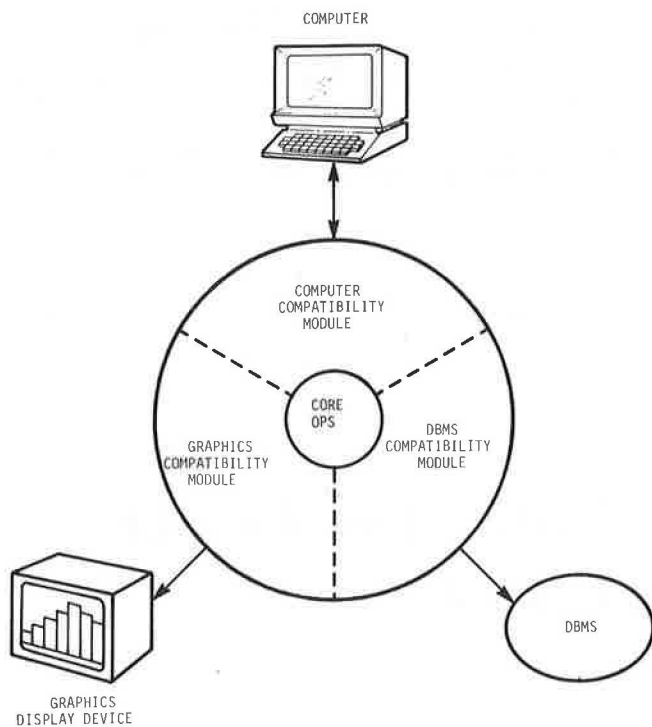 COMPUTER
COMPUTER
COMPATIBILITY
MODULE
CORE
OPS
GRAPHICS
COMPATIBILITY
MODULE
DBMS
COMPATIBILITY
MODULE
DBMS
GRAPHICS
DISPLAY DEVICE